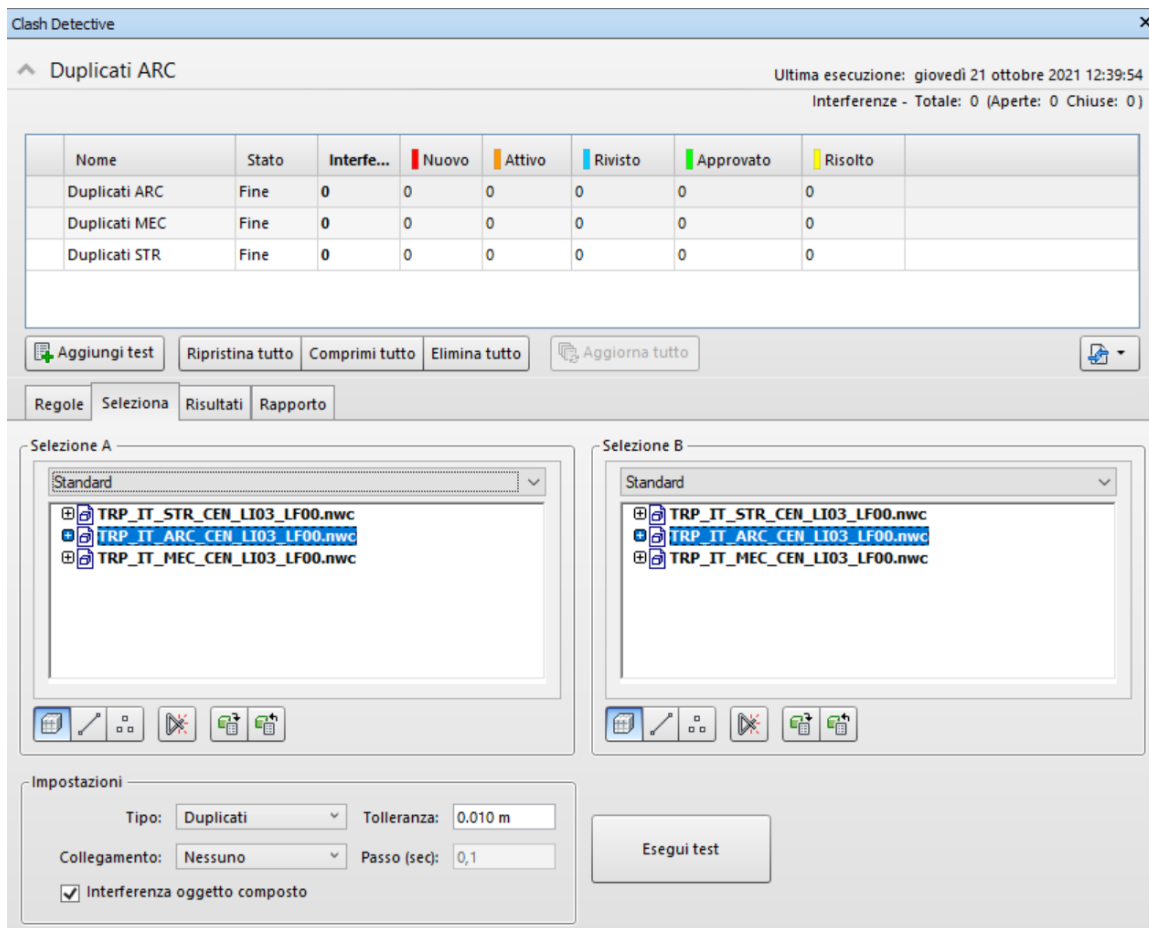 Clash Detective
Duplicati ARC
Ultima esecuzione: giovedì 21 ottobre 2021 12:39:54
Interferenze - Totale: 0 (Aperte: 0 Chiuse: 0)
Nome Stato Interfe... Nuovo Attivo Rivisto Approvato Risolto
Duplicati ARC Fine 0 0 0 0 0 0
Duplicati MEC Fine 0 0 0 0 0 0
Duplicati STR Fine 0 0 0 0 0 0
Aggiungi test Ripristina tutto Comprimi tutto Elimina tutto Aggiorna tutto
Regole Seleziona Risultati Rapporto
Selezione A
Standard
TRP_IT_STR_CEN_LI03_LF00.nwc
TRP_IT_ARC_CEN_LI03_LF00.nwc
TRP_IT_MEC_CEN_LI03_LF00.nwc
Selezione B
Standard
TRP_IT_STR_CEN_LI03_LF00.nwc
TRP_IT_ARC_CEN_LI03_LF00.nwc
TRP_IT_MEC_CEN_LI03_LF00.nwc
Impostazioni
Tipo: Duplicati Tolleranza: 0.010 m
Collegamento: Nessuno Passo (sec): 0,1
Interferenza oggetto composto
Esegui test